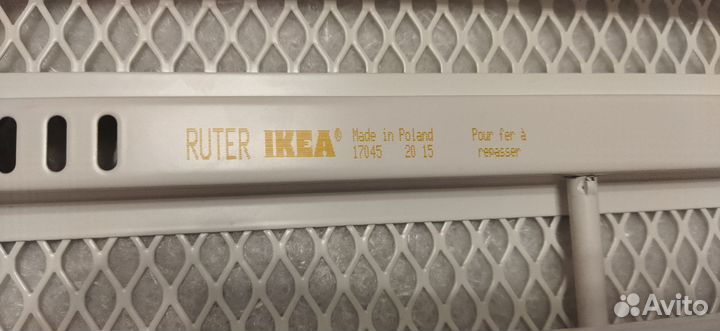 RUTER IKEA® Made in Poland
17045 20 15
Pour fer à
repasser
Avito